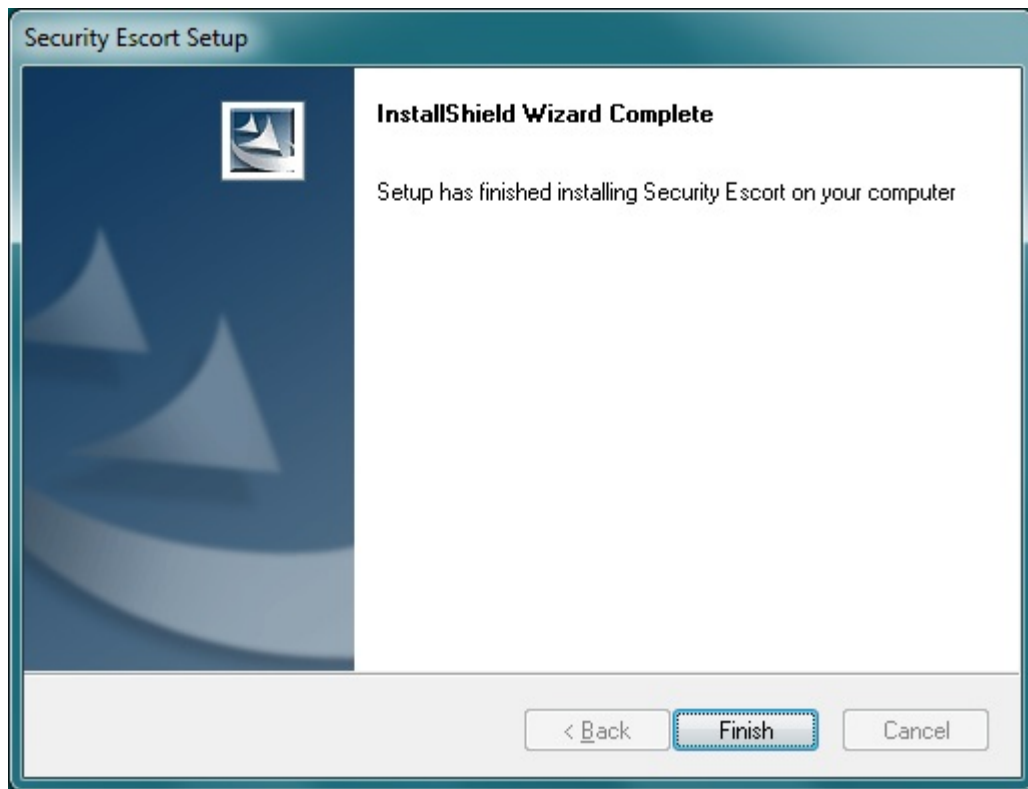 Security Escort Setup
InstallShield Wizard Complete
Setup has finished installing Security Escort on your computer
< Back
Finish
Cancel